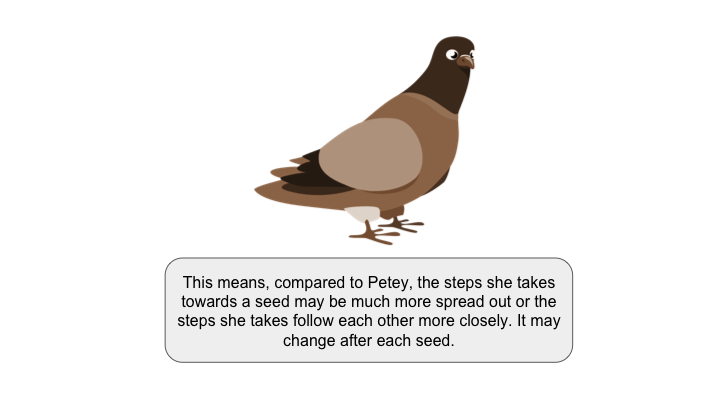 This means, compared to Petey, the steps she takes
towards a seed may be much more spread out or the
steps she takes follow each other more closely. It may
change after each seed.